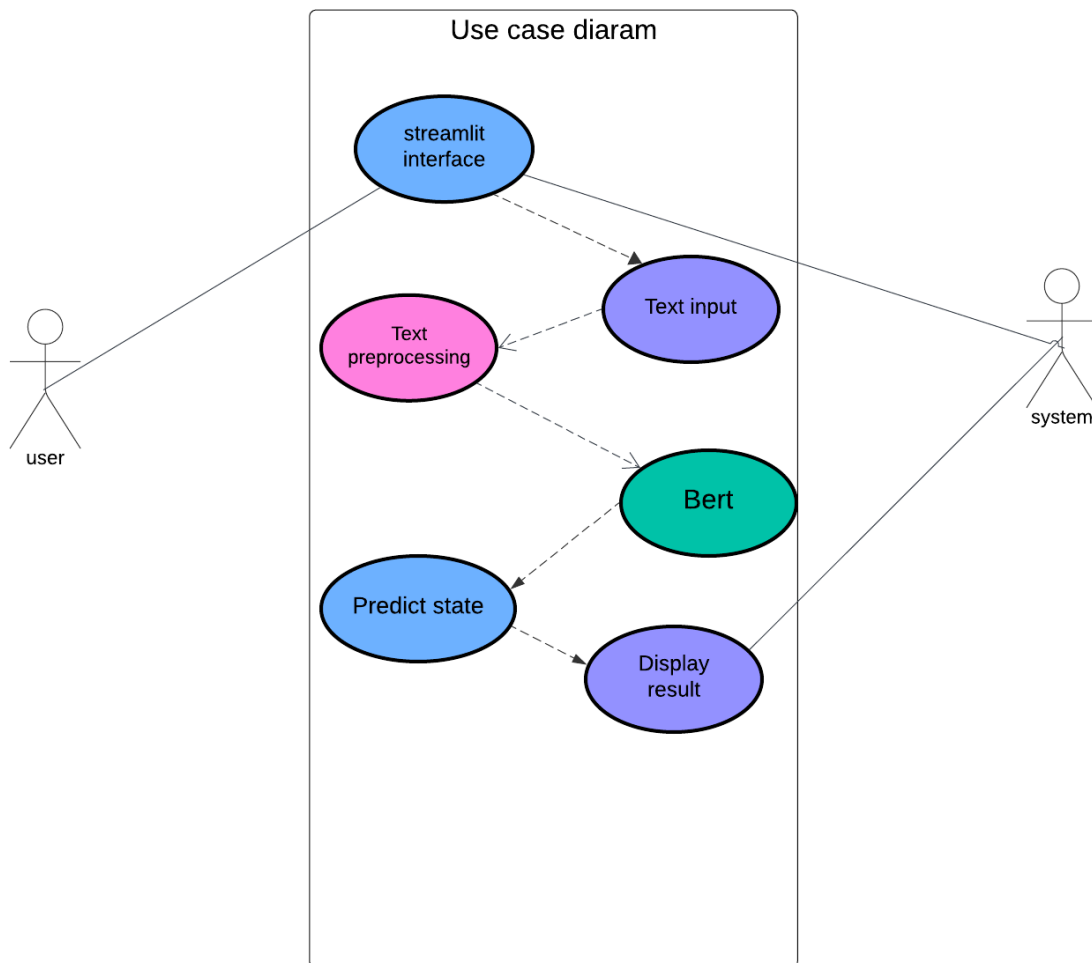 Use case diaram
streamlit
interface
Text input
Text
preprocessing
user
system
Bert
Predict state
Display
result